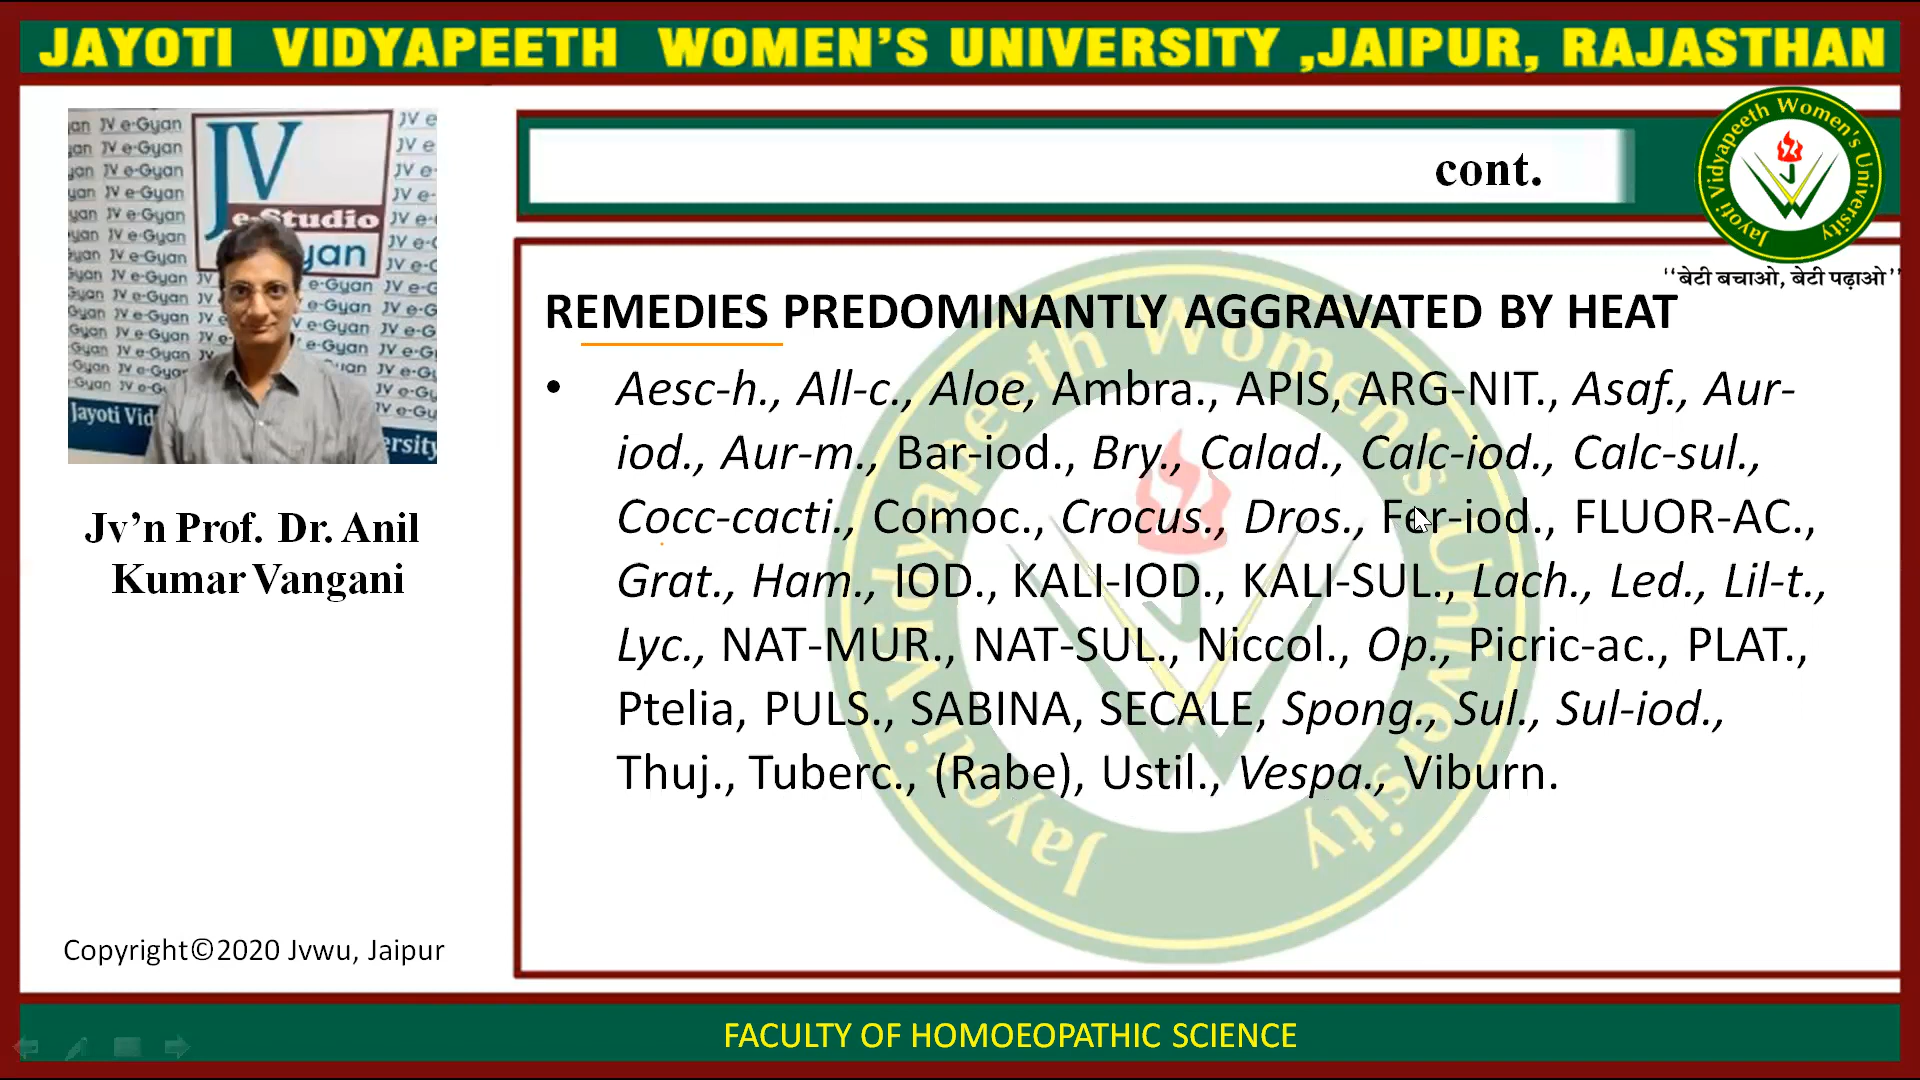 JAYOTI VIDYAPEETH WOMEN'S UNIVERSITY ,JAIPUR, RAJASTHAN
JV
e-Studio
Jv'n Prof. Dr. Anil
Kumar Vangani
Copyright©2020 Jvwu, Jaipur
cont.
Jayoti Vidyapeeth Women's University
‘‘बेटी बचाओ, बेटी पढ़ाओ’’
REMEDIES PREDOMINANTLY AGGRAVATED BY HEAT
• Aesc-h., All-c., Aloe, Ambra., APIS, ARG-NIT., Asaf., Aur-
iod., Aur-m., Bar-iod., Bry., Calad., Calc-iod., Calc-sul.,
Cocc-cacti., Comoc., Crocus., Dros., Fer-iod., FLUOR-AC.,
Grat., Ham., IOD., KALI-IOD., KALI-SUL., Lach., Led., Lil-t.,
Lyc., NAT-MUR., NAT-SUL., Niccol., Op., Picric-ac., PLAT.,
Ptelia, PULS., SABINA, SECALE, Spong., Sul., Sul-iod.,
Thuj., Tuberc., (Rabe), Ustil., Vespa., Viburn.
FACULTY OF HOMOEOPATHIC SCIENCE